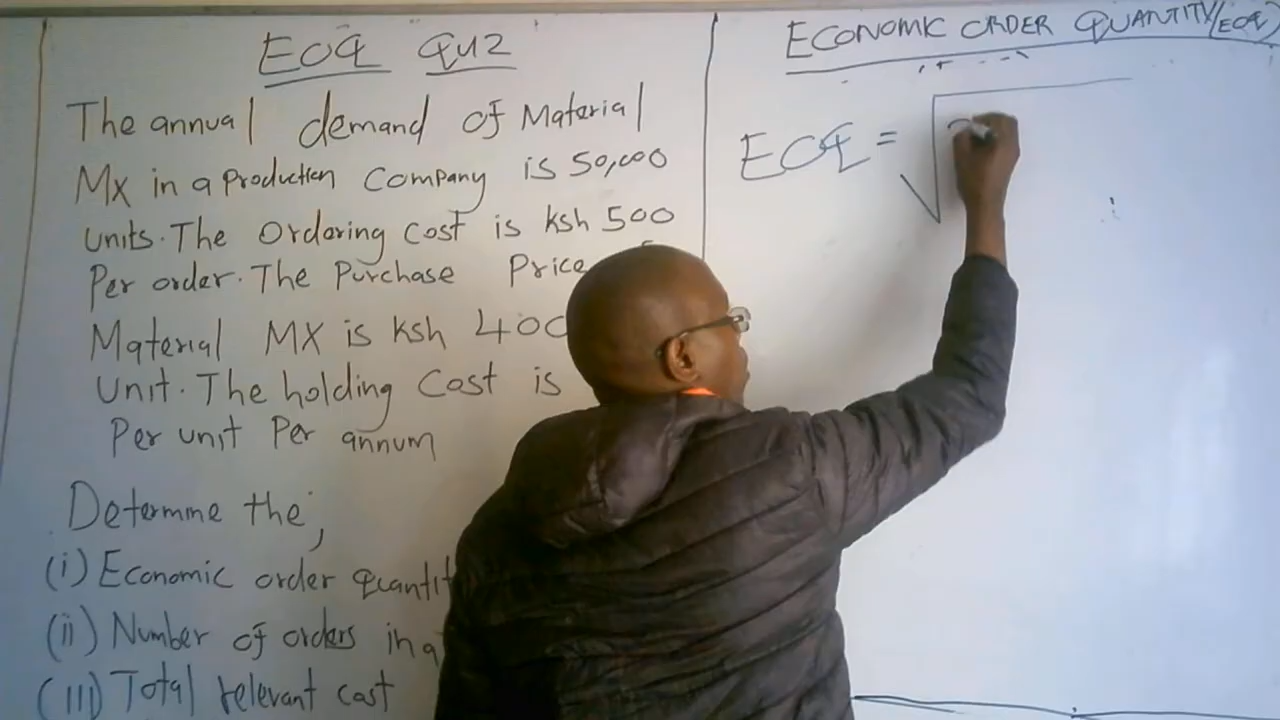 EOQ QU2
The annual demand of Material
MX in a Production Company is 50,000
units. The Ordering cost is ksh 500
Per order. The Purchase Price
Material MX is ksh 400
Unit. The holding Cost is
Per unit Per annum
Determine the;
(i) Economic order quantit
(ii) Number of orders in a
(iii) Total relevant cost
ECONOMIC ORDER QUANTITY (EOQ)
EOQ = √2